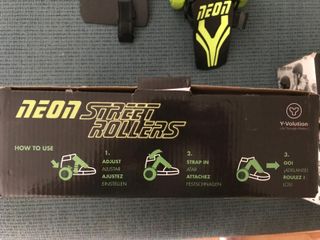 NEON
NEON STREET
ROLLERS
Y-Volution
HOW TO USE
1.
ADJUST
AJUSTAR
AJUSTEZ
EINSTELLEN
2.
STRAP IN
ATAR
ATTACHEZ
FESTSCHNALLEN
3.
GO!
¡ADELANTE!
ROULEZ !
LOS!